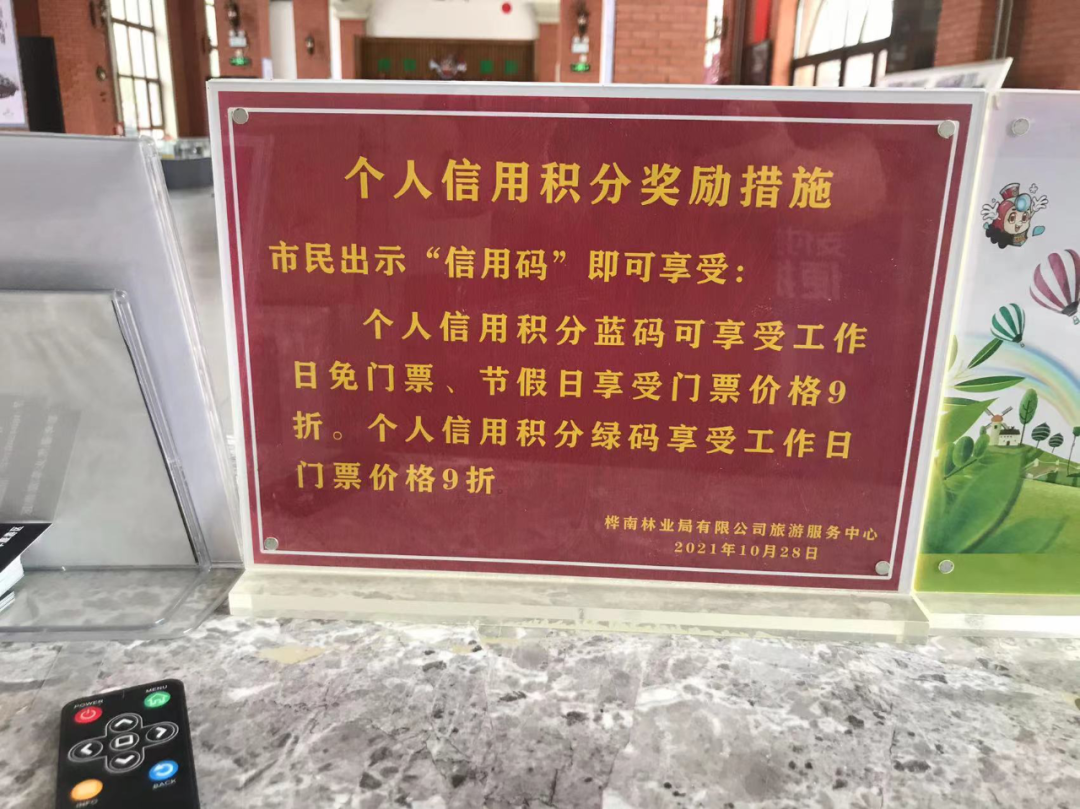 个人信用积分奖励措施
市民出示“信用码”即可享受：
个人信用积分蓝码可享受工作
日免门票、节假日享受门票价格9
折。个人信用积分绿码享受工作日
门票价格9折
桦南林业局有限公司旅游服务中心
2021年10月28日
POWER
MENU
BACK
INFO